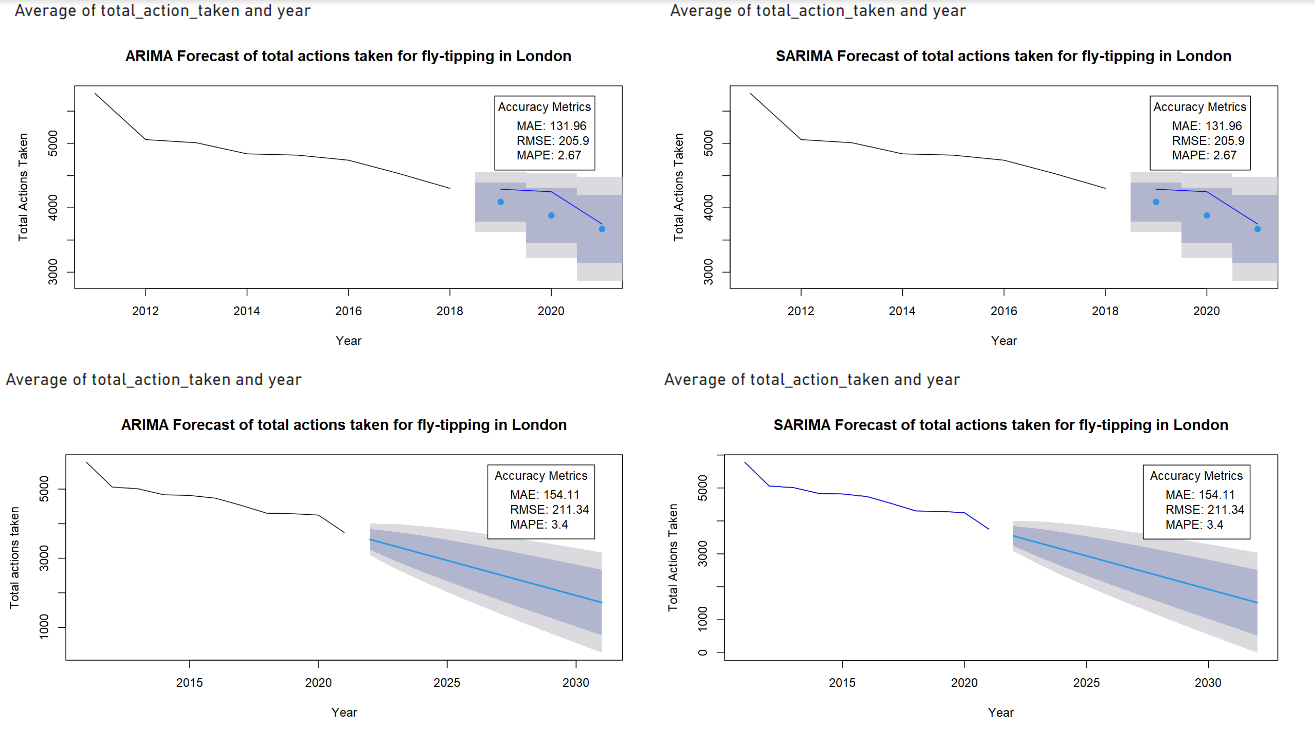 Average of total_action_taken and year
ARIMA Forecast of total actions taken for fly-tipping in London
Accuracy Metrics
MAE: 131.96
RMSE: 205.9
MAPE: 2.67
Total Actions Taken
5000
4000
3000
2012 2014 2016 2018 2020
Year
Average of total_action_taken and year
SARIMA Forecast of total actions taken for fly-tipping in London
Accuracy Metrics
MAE: 131.96
RMSE: 205.9
MAPE: 2.67
Total Actions Taken
5000
4000
3000
2012 2014 2016 2018 2020
Year
Average of total_action_taken and year
ARIMA Forecast of total actions taken for fly-tipping in London
Accuracy Metrics
MAE: 154.11
RMSE: 211.34
MAPE: 3.4
Total actions taken
5000
3000
1000
2015 2020 2025 2030
Year
Average of total_action_taken and year
SARIMA Forecast of total actions taken for fly-tipping in London
Accuracy Metrics
MAE: 154.11
RMSE: 211.34
MAPE: 3.4
Total Actions Taken
5000
3000
1000
0
2015 2020 2025 2030
Year